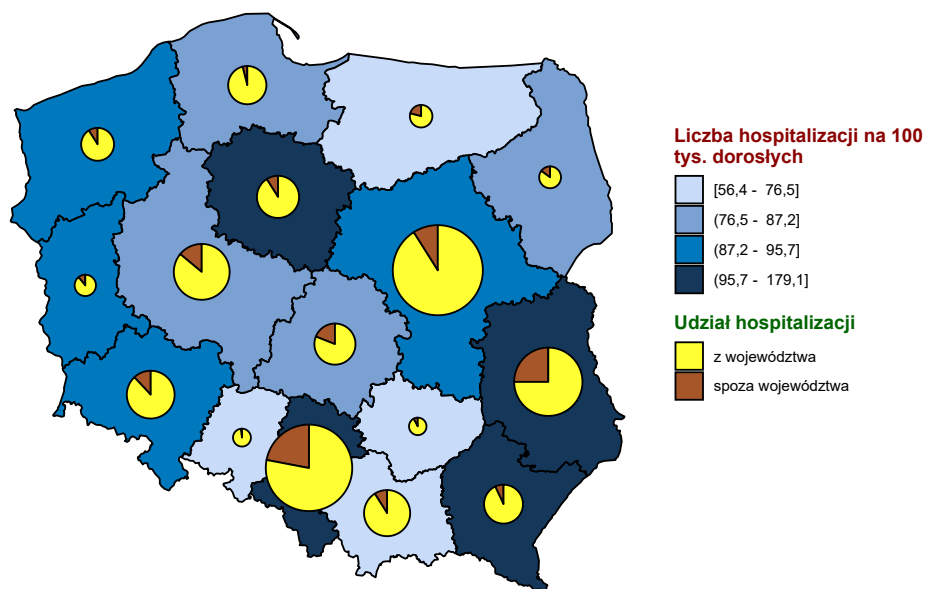 Liczba hospitalizacji na 100
tys. dorosłych
[56,4 - 76,5]
(76,5 - 87,2]
(87,2 - 95,7]
(95,7 - 179,1]
Udział hospitalizacji
z województwa
spoza województwa